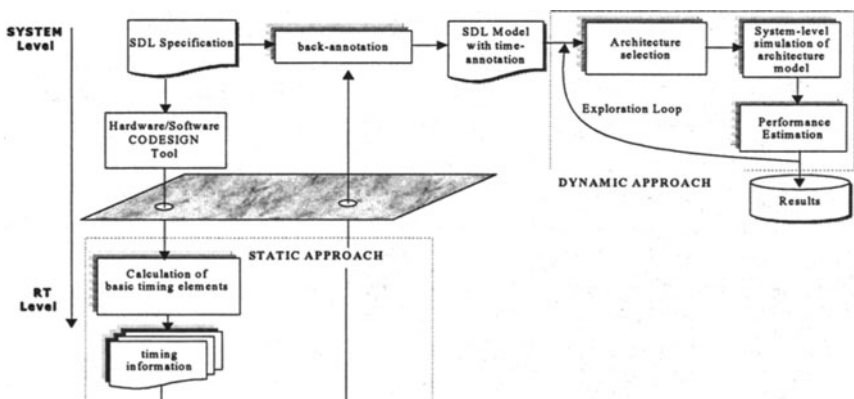 SYSTEM
Level
SDL Specification
back-annotation
SDL Model
with time-
annotation
Architecture
selection
System-level
simulation of
architecture
model
Exploration Loop
Performance
Estimation
Hardware/Software
CODESIGN
Tool
DYNAMIC APPROACH
Results
STATIC APPROACH
Calculation of
basic timing elements
RT
Level
timing
information